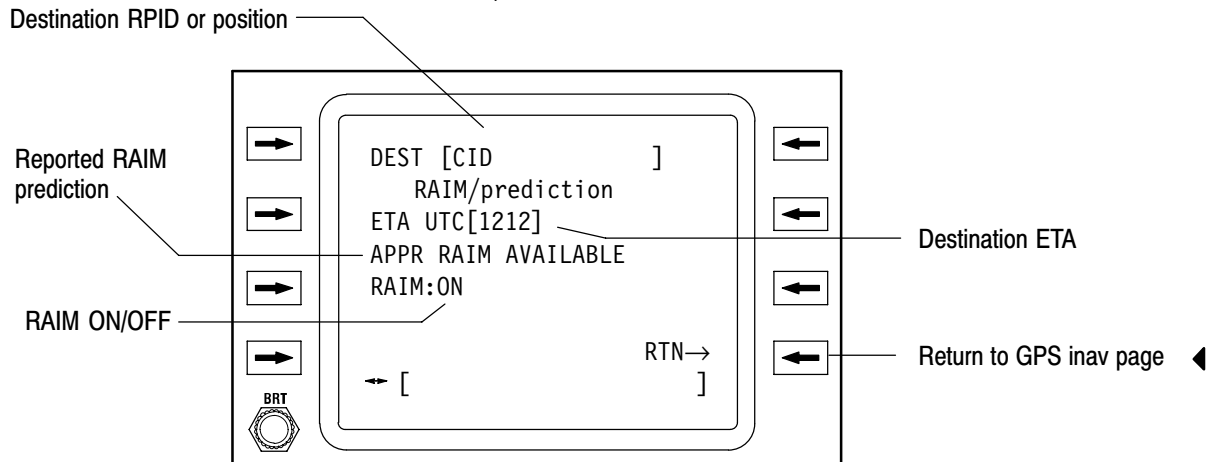 Destination RPID or position
Reported RAIM
prediction
RAIM ON/OFF
DEST [CID ]
RAIM/prediction
ETA UTC[1212]
APPR RAIM AVAILABLE
RAIM:ON
RTN→
↔ [ ]
BRT
Destination ETA
Return to GPS inav page